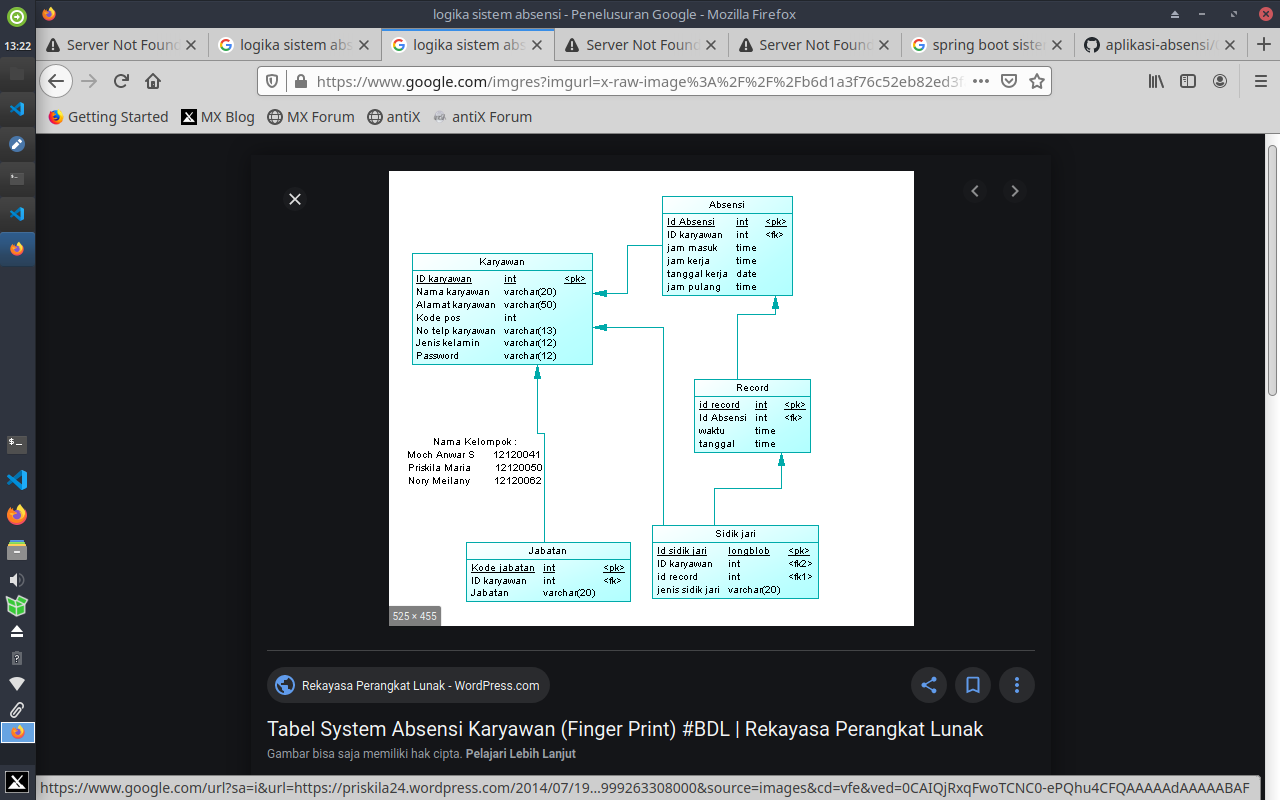 logika sistem absensi - Penelusuran Google - Mozilla Firefox
13:22
Server Not Found
logika sistem abs
logika sistem abs
Server Not Found
Server Not Found
spring boot siste
aplikasi-absensi/
https://www.google.com/imgres?imgurl=x-raw-image%3A%2F%2F%2Fb6d1a3f76c52eb82ed3f
Getting Started
MX Blog
MX Forum
antiX
antiX Forum
Absensi
Id Absensi int <pk>
ID karyawan int <fk>
jam masuk time
jam kerja time
tanggal kerja date
jam pulang time
Karyawan
ID karyawan int <pk>
Nama karyawan varchar(20)
Alamat karyawan varchar(50)
Kode pos int
No telp karyawan varchar(13)
Jenis kelamin varchar(12)
Password varchar(12)
Record
id record int <pk>
Id Absensi int <fk>
waktu time
tanggal time
Nama Kelompok :
Moch Anwar S 12120041
Priskila Maria 12120050
Nory Meilany 12120062
Jabatan
Kode jabatan int <pk>
ID karyawan int <fk>
Jabatan varchar(20)
Sidik jari
Id sidik jari longblob <pk>
ID karyawan int <fk2>
id record int <fk1>
jenis sidik jari varchar(20)
525 × 455
Rekayasa Perangkat Lunak - WordPress.com
Tabel System Absensi Karyawan (Finger Print) #BDL | Rekayasa Perangkat Lunak
Gambar bisa saja memiliki hak cipta. Pelajari Lebih Lanjut
https://www.google.com/url?sa=i&url=https://priskila24.wordpress.com/2014/07/19...999263308000&source=images&cd=vfe&ved=0CAIQjRxqFwoTCNC0-ePQhu4CFQAAAAAdAAAAABAF